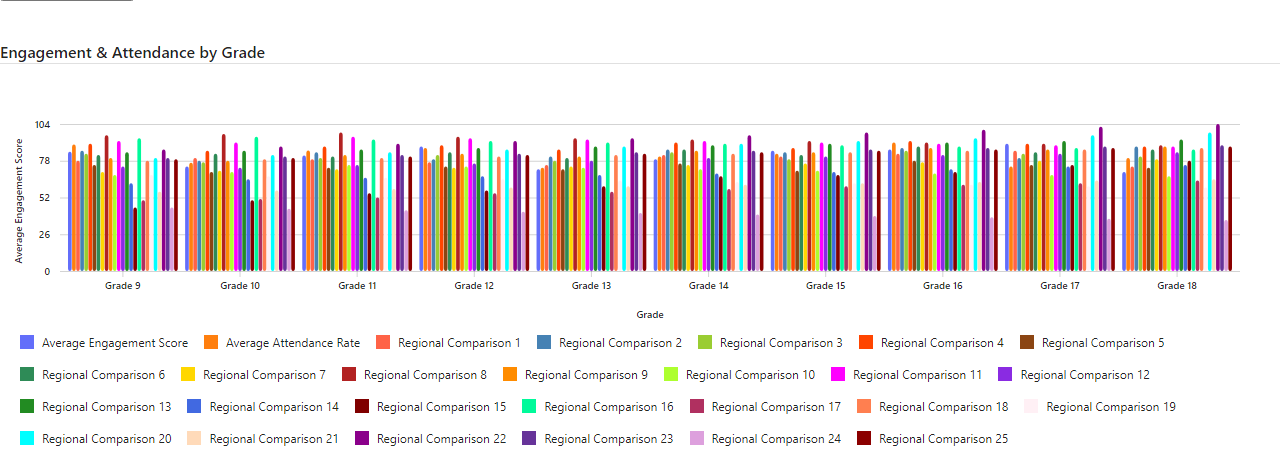 Engagement & Attendance by Grade
Average Engagement Score
104
78
52
26
0
Grade 9 Grade 10 Grade 11 Grade 12 Grade 13 Grade 14 Grade 15 Grade 16 Grade 17 Grade 18
Grade
Average Engagement Score Average Attendance Rate Regional Comparison 1 Regional Comparison 2 Regional Comparison 3 Regional Comparison 4 Regional Comparison 5
Regional Comparison 6 Regional Comparison 7 Regional Comparison 8 Regional Comparison 9 Regional Comparison 10 Regional Comparison 11 Regional Comparison 12
Regional Comparison 13 Regional Comparison 14 Regional Comparison 15 Regional Comparison 16 Regional Comparison 17 Regional Comparison 18 Regional Comparison 19
Regional Comparison 20 Regional Comparison 21 Regional Comparison 22 Regional Comparison 23 Regional Comparison 24 Regional Comparison 25